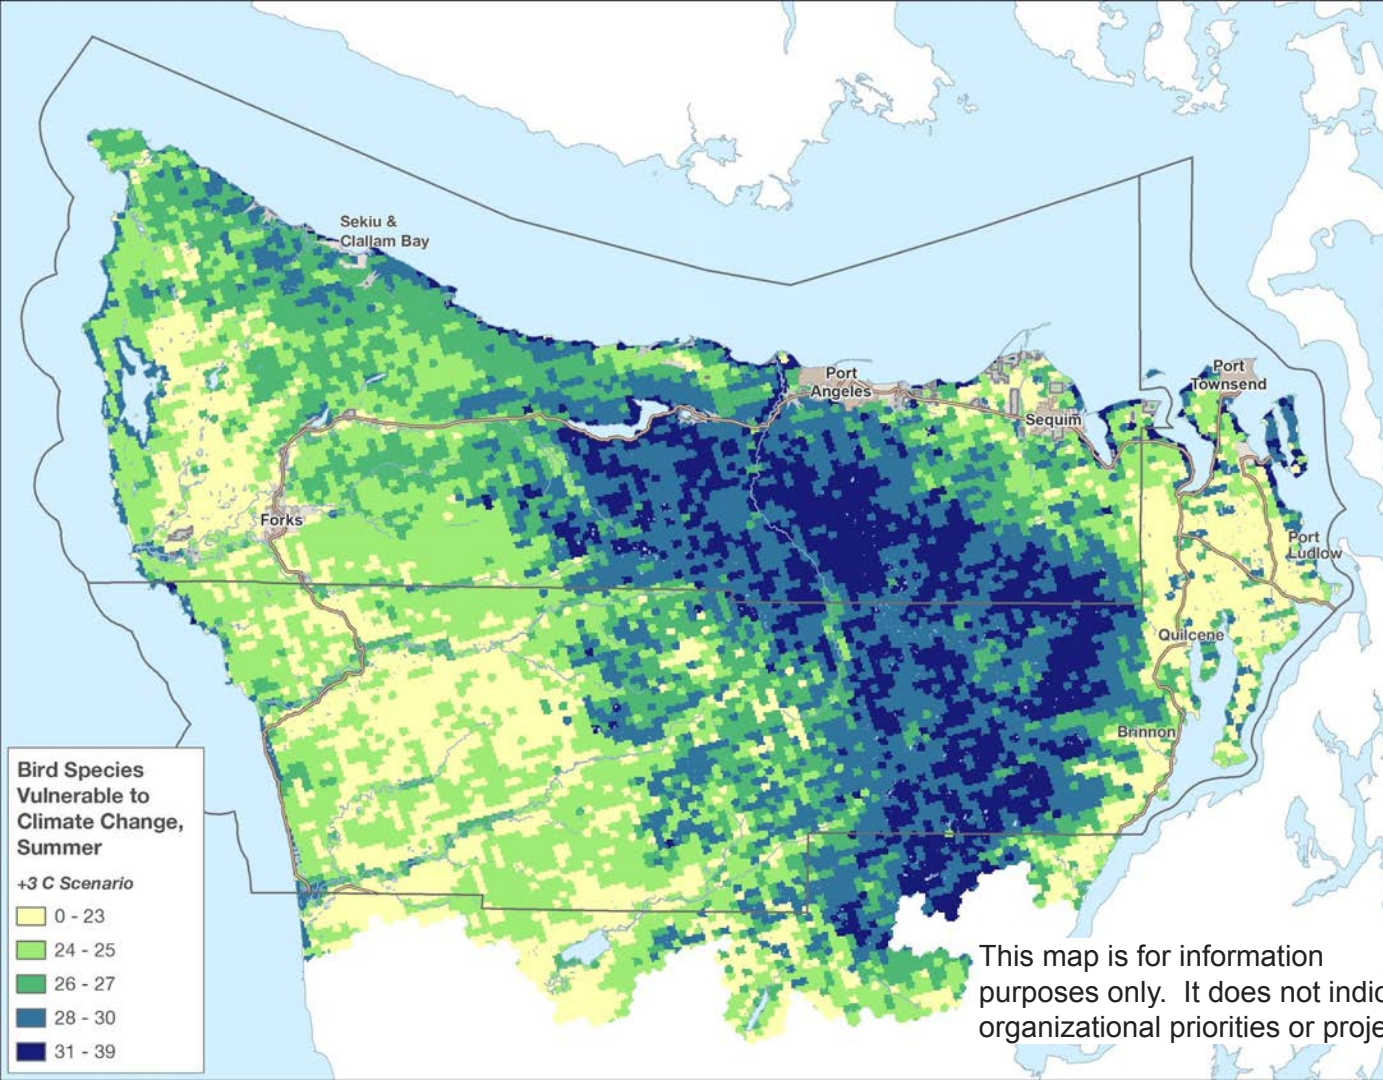 Sekiu &
Clallam Bay
Port
Angeles
Port
Townsend
Sequim
Forks
Port
Ludlow
Quilcene
Brinnon
Bird Species
Vulnerable to
Climate Change,
Summer
+3 C Scenario
0 - 23
24 - 25
26 - 27
28 - 30
31 - 39
This map is for information
purposes only. It does not indic
organizational priorities or proje